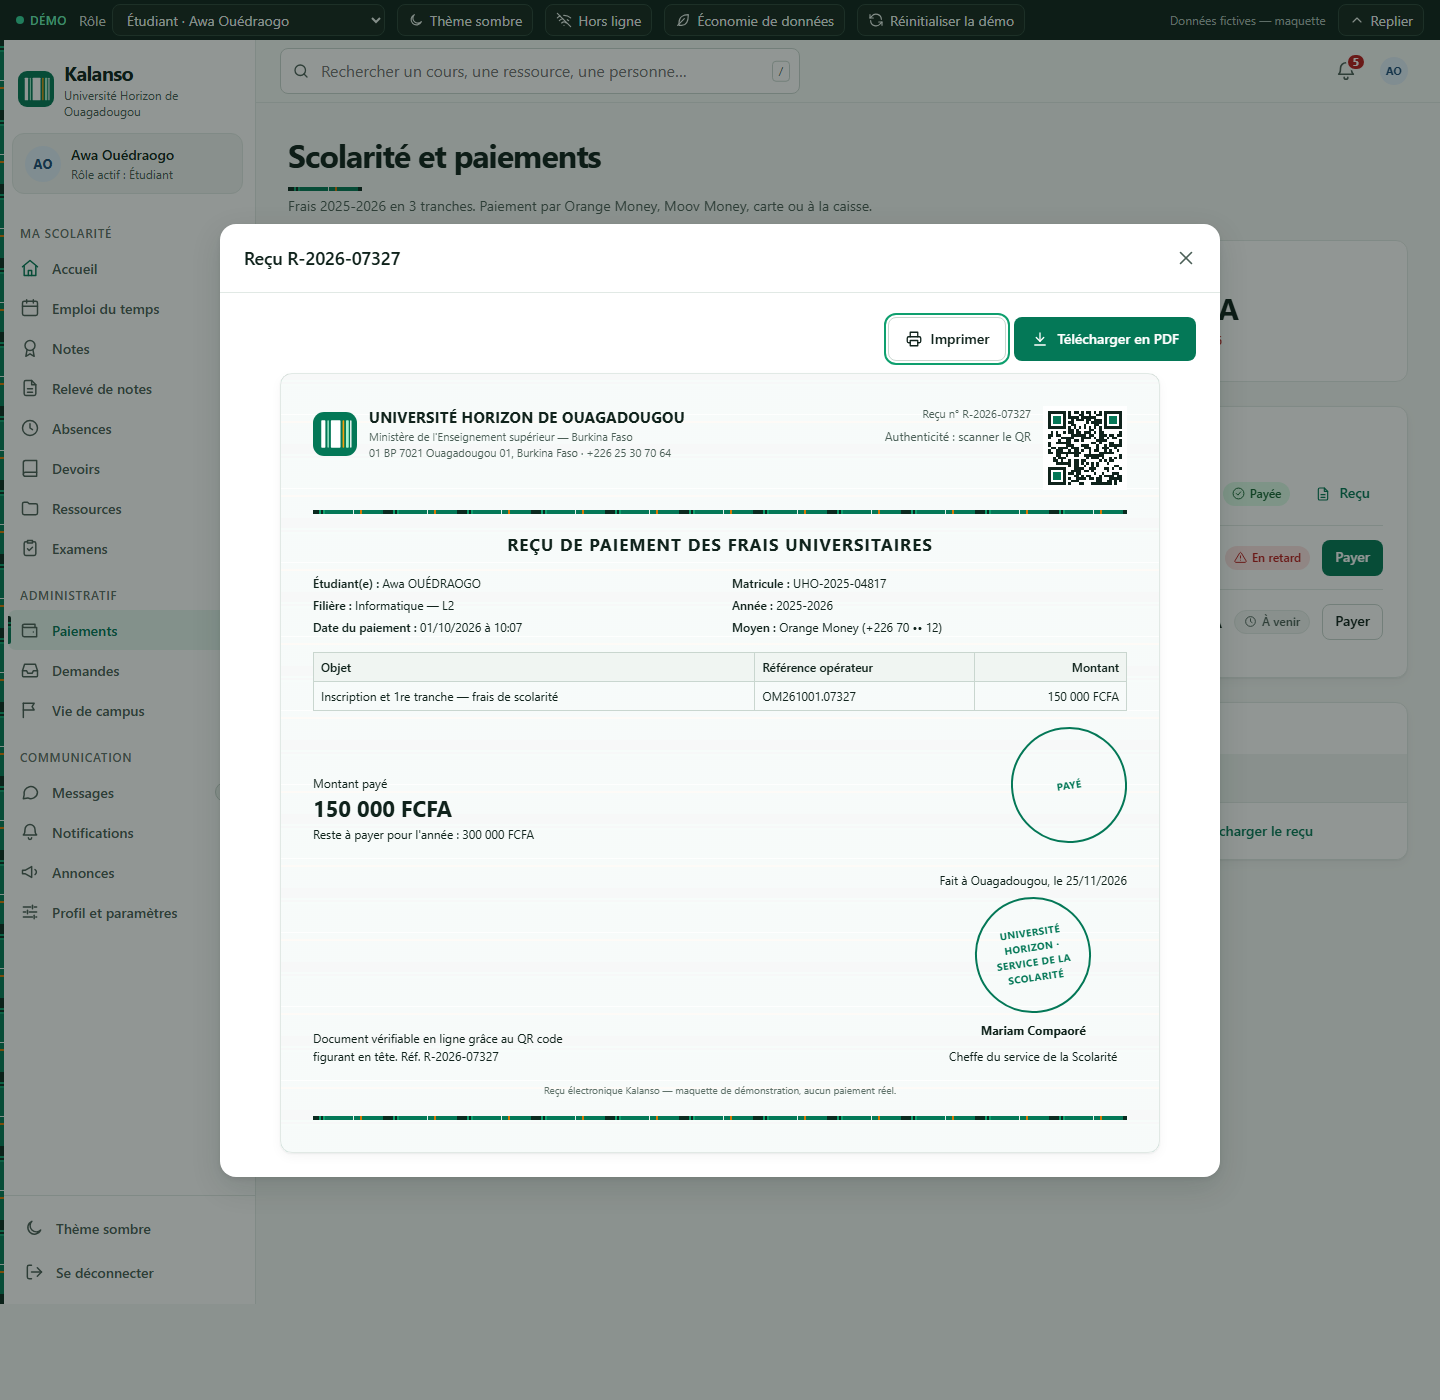 DÉMO
Rôle
Étudiant · Awa Ouédraogo
Thème sombre
Hors ligne
Économie de données
Réinitialiser la démo
Données fictives — maquette
Replier
Kalanso
Université Horizon de
Ouagadougou
Rechercher un cours, une ressource, une personne...
/
5
AO
AO
Awa Ouédraogo
Rôle actif : Étudiant
MA SCOLARITÉ
Accueil
Emploi du temps
Notes
Relevé de notes
Absences
Devoirs
Ressources
Examens
ADMINISTRATIF
Paiements
Demandes
Vie de campus
COMMUNICATION
Messages
Notifications
Annonces
Profil et paramètres
Thème sombre
Se déconnecter
Scolarité et paiements
Frais 2025-2026 en 3 tranches. Paiement par Orange Money, Moov Money, carte ou à la caisse.
A
Payée
Reçu
En retard
Payer
À venir
Payer
charger le reçu
Reçu R-2026-07327
Imprimer
Télécharger en PDF
UNIVERSITÉ HORIZON DE OUAGADOUGOU
Ministère de l'Enseignement supérieur — Burkina Faso
01 BP 7021 Ouagadougou 01, Burkina Faso · +226 25 30 70 64
Reçu n° R-2026-07327
Authenticité : scanner le QR
REÇU DE PAIEMENT DES FRAIS UNIVERSITAIRES
Étudiant(e) : Awa OUÉDRAOGO
Matricule : UHO-2025-04817
Filière : Informatique — L2
Année : 2025-2026
Date du paiement : 01/10/2026 à 10:07
Moyen : Orange Money (+226 70 •• 12)
Objet
Référence opérateur
Montant
Inscription et 1re tranche — frais de scolarité
OM261001.07327
150 000 FCFA
PAYÉ
Montant payé
150 000 FCFA
Reste à payer pour l'année : 300 000 FCFA
Fait à Ouagadougou, le 25/11/2026
UNIVERSITÉ
HORIZON ·
SERVICE DE LA
SCOLARITÉ
Mariam Compaoré
Cheffe du service de la Scolarité
Document vérifiable en ligne grâce au QR code
figurant en tête. Réf. R-2026-07327
Reçu électronique Kalanso — maquette de démonstration, aucun paiement réel.